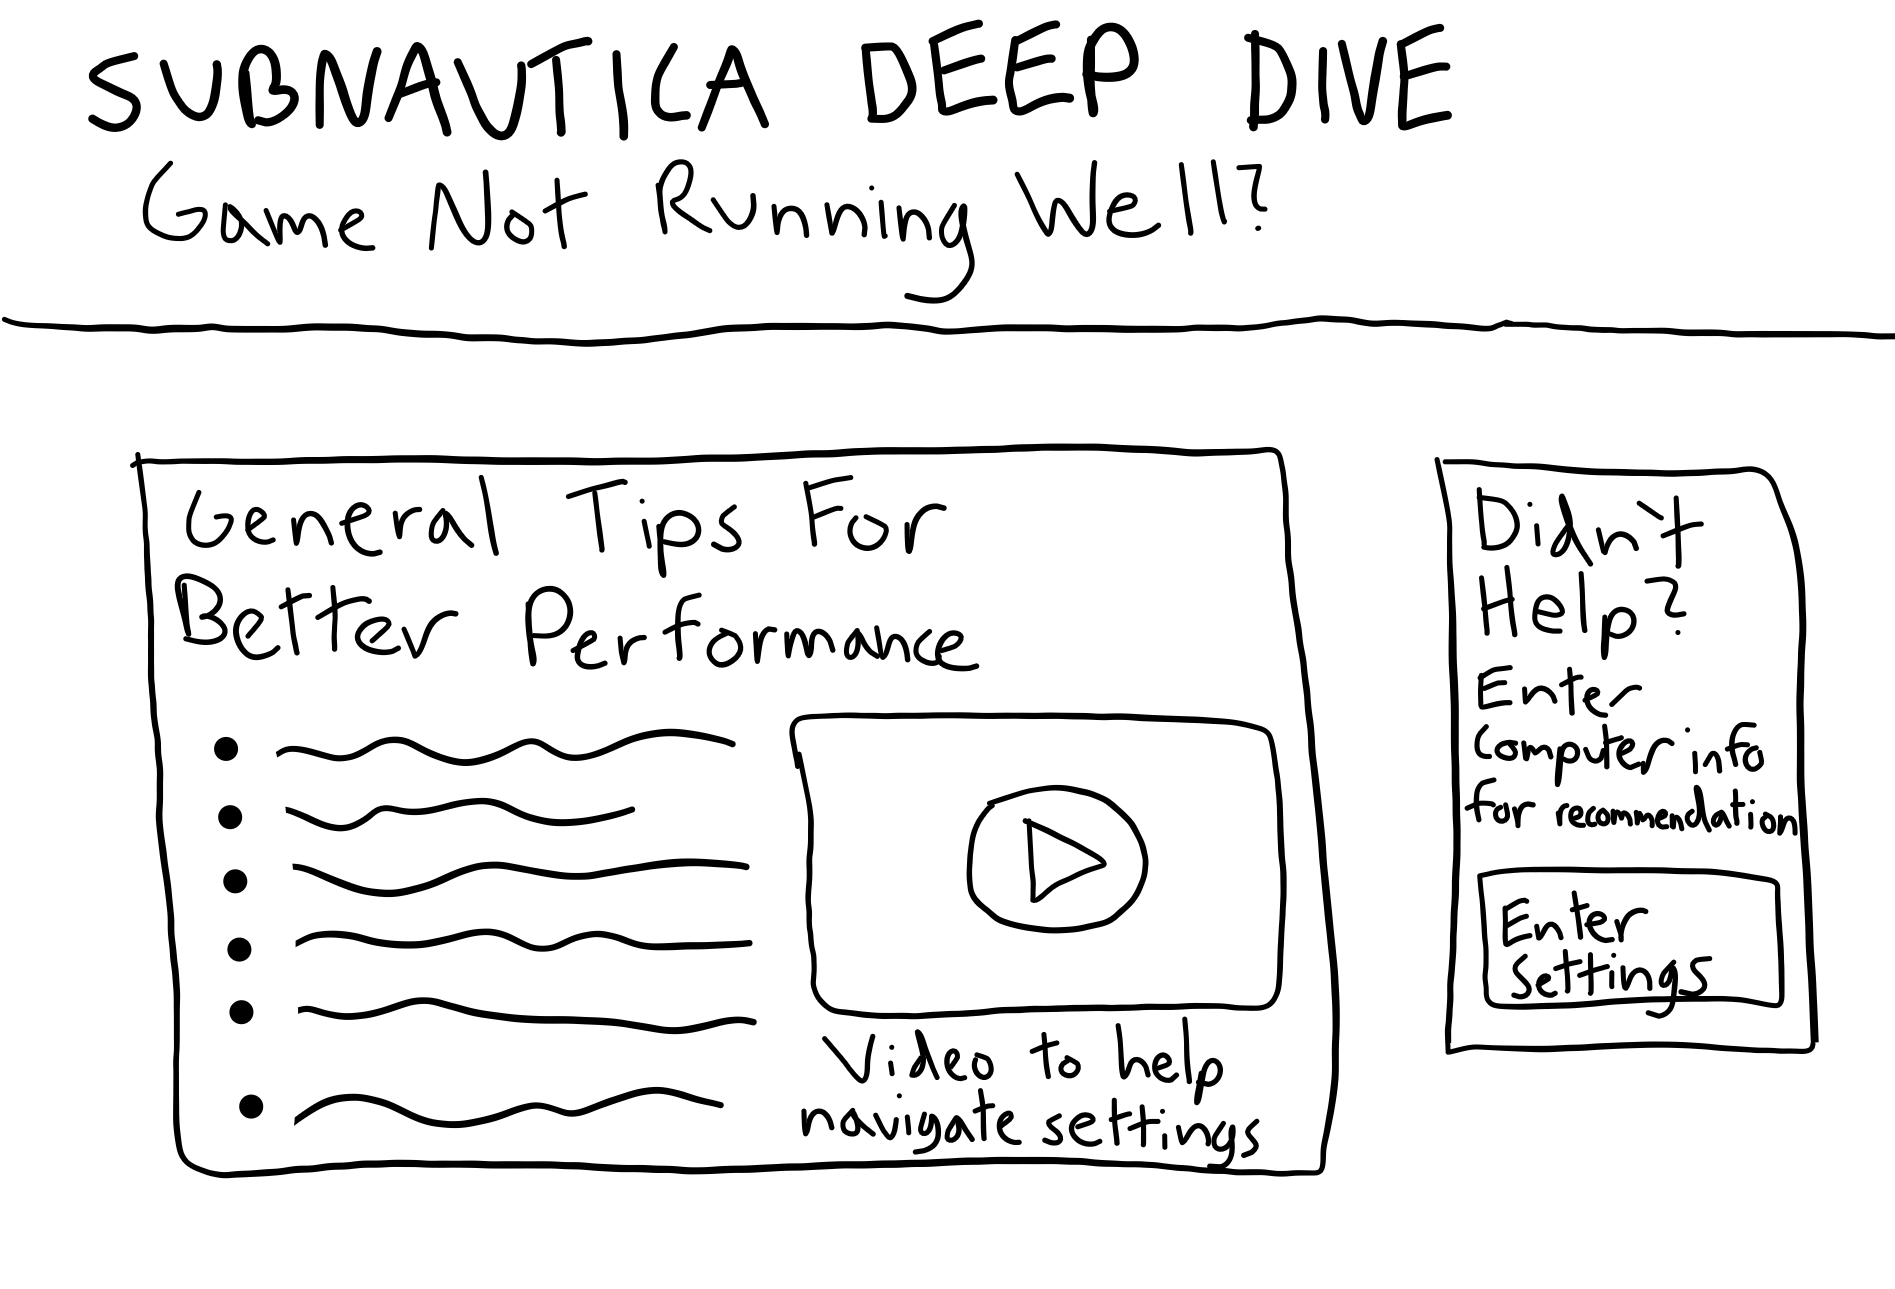 SUBNAUTICA DEEP DIVE
Game Not Running Well?
General Tips For
Better Performance
Video to help
navigate settings
Didn't
Help?
Enter
Computer info
for recommendation
Enter
settings